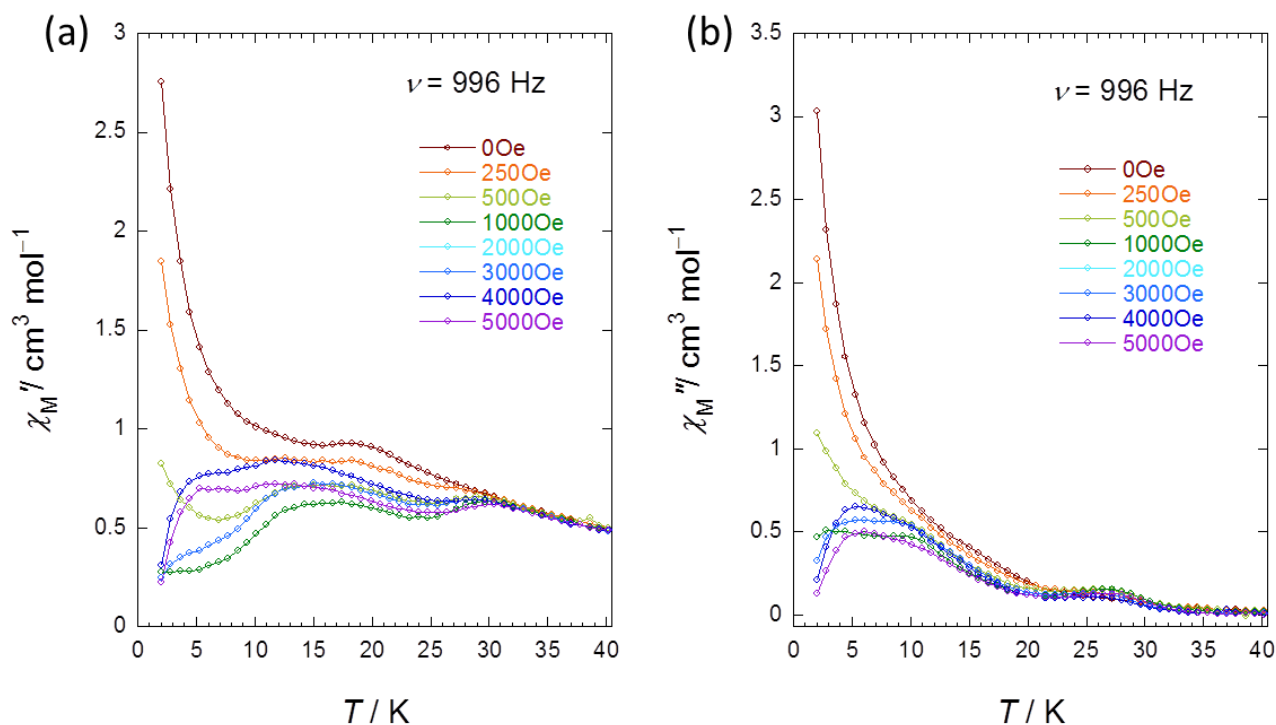 (a)
ν = 996 Hz
0Oe
250Oe
500Oe
1000Oe
2000Oe
3000Oe
4000Oe
5000Oe
3
2.5
2
1.5
1
0.5
0
χM′/ cm³ mol⁻¹
0 5 10 15 20 25 30 35 40
T / K
(b)
ν = 996 Hz
0Oe
250Oe
500Oe
1000Oe
2000Oe
3000Oe
4000Oe
5000Oe
3.5
3
2.5
2
1.5
1
0.5
0
χM″/ cm³ mol⁻¹
0 5 10 15 20 25 30 35 40
T / K